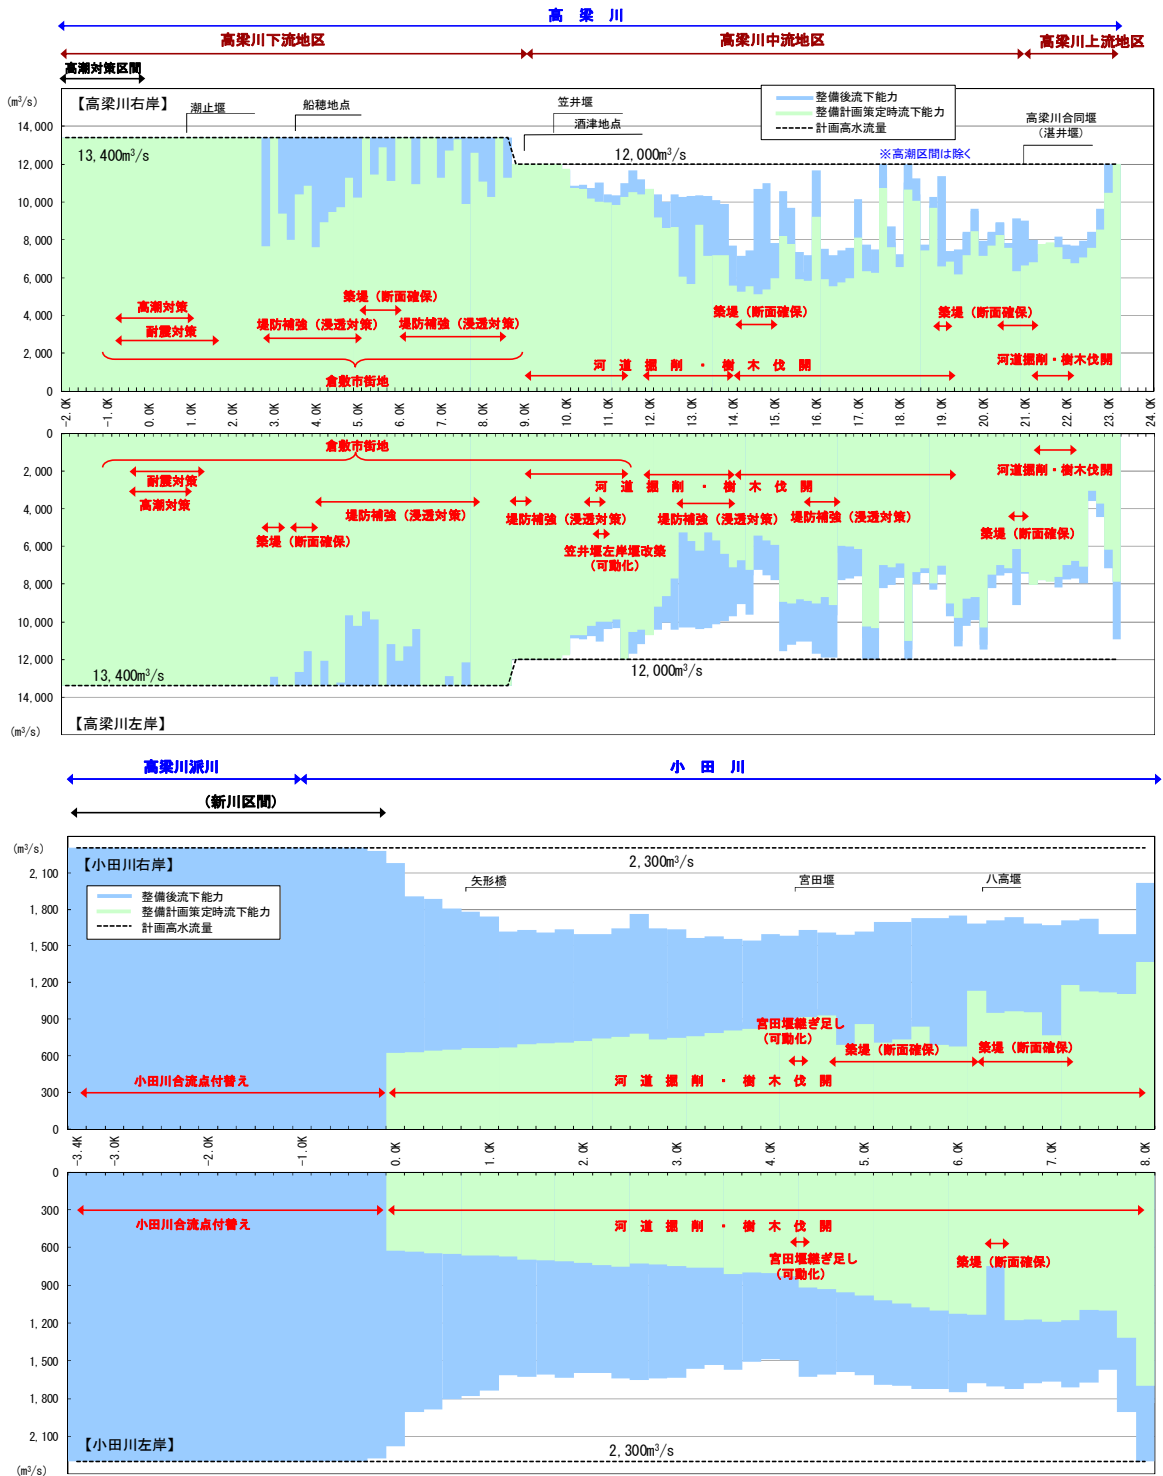 高 梁 川
高梁川下流地区
高梁川中流地区
高梁川上流地区
高潮対策区間
(m³/s)
【高梁川右岸】
潮止堰
船穂地点
笠井堰
酒津地点
整備後流下能力
整備計画策定時流下能力
計画高水流量
高梁川合同堰
(湛井堰)
※高潮区間は除く
13,400m³/s
12,000m³/s
14,000
12,000
10,000
8,000
6,000
4,000
2,000
0
高潮対策
耐震対策
堤防補強(浸透対策)
築堤(断面確保)
堤防補強(浸透対策)
倉敷市街地
河 道 掘 削 ・ 樹 木 伐 開
築堤(断面確保)
築堤(断面確保)
河道掘削・樹木伐開
-2.0K -1.0K 0.0K 1.0K 2.0K 3.0K 4.0K 5.0K 6.0K 7.0K 8.0K 9.0K 10.0K 11.0K 12.0K 13.0K 14.0K 15.0K 16.0K 17.0K 18.0K 19.0K 20.0K 21.0K 22.0K 23.0K 24.0K
0
2,000
4,000
6,000
8,000
10,000
12,000
14,000
(m³/s)
倉敷市街地
耐震対策
高潮対策
築堤(断面確保)
堤防補強(浸透対策)
河 道 掘 削 ・ 樹 木 伐 開
堤防補強(浸透対策)
笠井堰左岸堰改築
(可動化)
堤防補強(浸透対策)
堤防補強(浸透対策)
河道掘削・樹木伐開
築堤(断面確保)
13,400m³/s
12,000m³/s
【高梁川左岸】
高梁川派川
小 田 川
(新川区間)
(m³/s)
【小田川右岸】
2,300m³/s
整備後流下能力
整備計画策定時流下能力
計画高水流量
矢形橋
宮田堰
八高堰
2,100
1,800
1,500
1,200
900
600
300
0
宮田堰継ぎ足し
(可動化)
築堤(断面確保)
築堤(断面確保)
小田川合流点付替え
河 道 掘 削 ・ 樹 木 伐 開
-3.4K -3.0K -2.0K -1.0K 0.0K 1.0K 2.0K 3.0K 4.0K 5.0K 6.0K 7.0K 8.0K
0
300
600
900
1,200
1,500
1,800
2,100
(m³/s)
小田川合流点付替え
河 道 掘 削 ・ 樹 木 伐 開
宮田堰継ぎ足し
(可動化)
築堤(断面確保)
【小田川左岸】
2,300m³/s